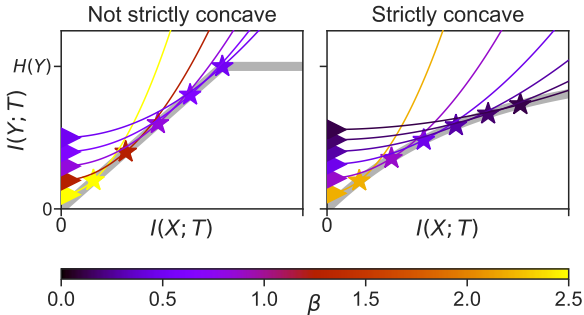 Not strictly concave
Strictly concave
H(Y)
I(Y; T)
0
0
I(X; T)
0
I(X; T)
0.0
0.5
1.0
β
1.5
2.0
2.5